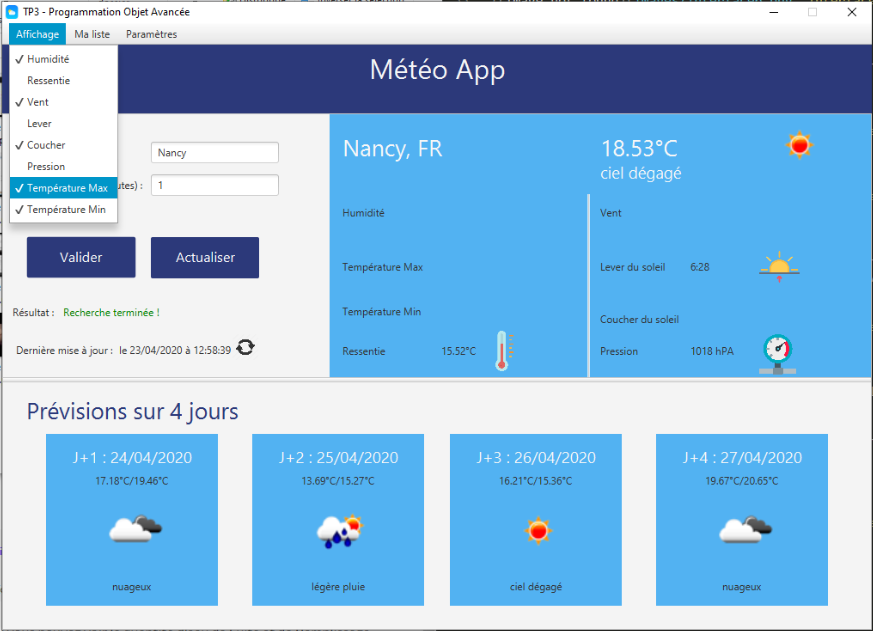 TP3 - Programmation Objet Avancée
Affichage Ma liste Paramètres
Humidité
Ressentie
Vent
Lever
Coucher
Pression
Température Max
Température Min
Météo App
Nancy
utes) : 1
Valider Actualiser
Résultat : Recherche terminée !
Dernière mise à jour : le 23/04/2020 à 12:58:39
Nancy, FR
18.53°C
ciel dégagé
Humidité
Température Max
Température Min
Ressentie 15.52°C
Vent
Lever du soleil 6:28
Coucher du soleil
Pression 1018 hPA
Prévisions sur 4 jours
J+1 : 24/04/2020
17.18°C/19.46°C
nuageux
J+2 : 25/04/2020
13.69°C/15.27°C
légère pluie
J+3 : 26/04/2020
16.21°C/15.36°C
ciel dégagé
J+4 : 27/04/2020
19.67°C/20.65°C
nuageux